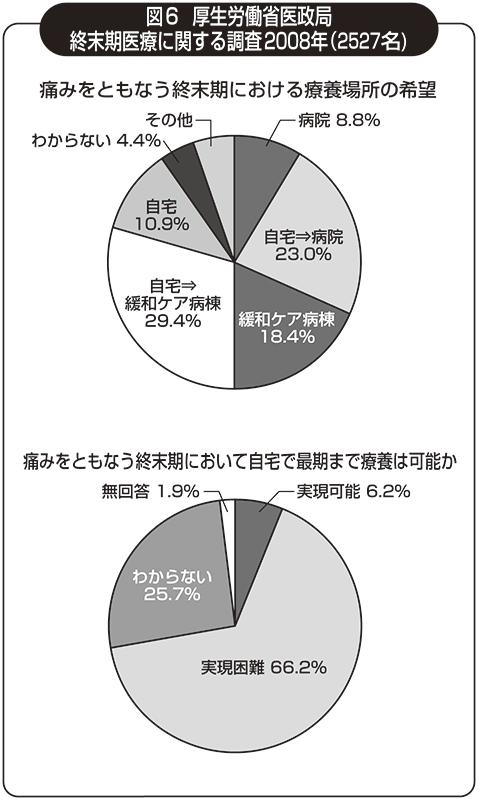 図6 厚生労働省医政局
終末期医療に関する調査2008年(2527名)
痛みをともなう終末期における療養場所の希望
その他
病院 8.8%
わからない 4.4%
自宅
10.9%
自宅⇒病院
23.0%
自宅⇒
緩和ケア病棟
29.4%
緩和ケア病棟
18.4%
痛みをともなう終末期において自宅で最期まで療養は可能か
無回答 1.9%
実現可能 6.2%
わからない
25.7%
実現困難 66.2%